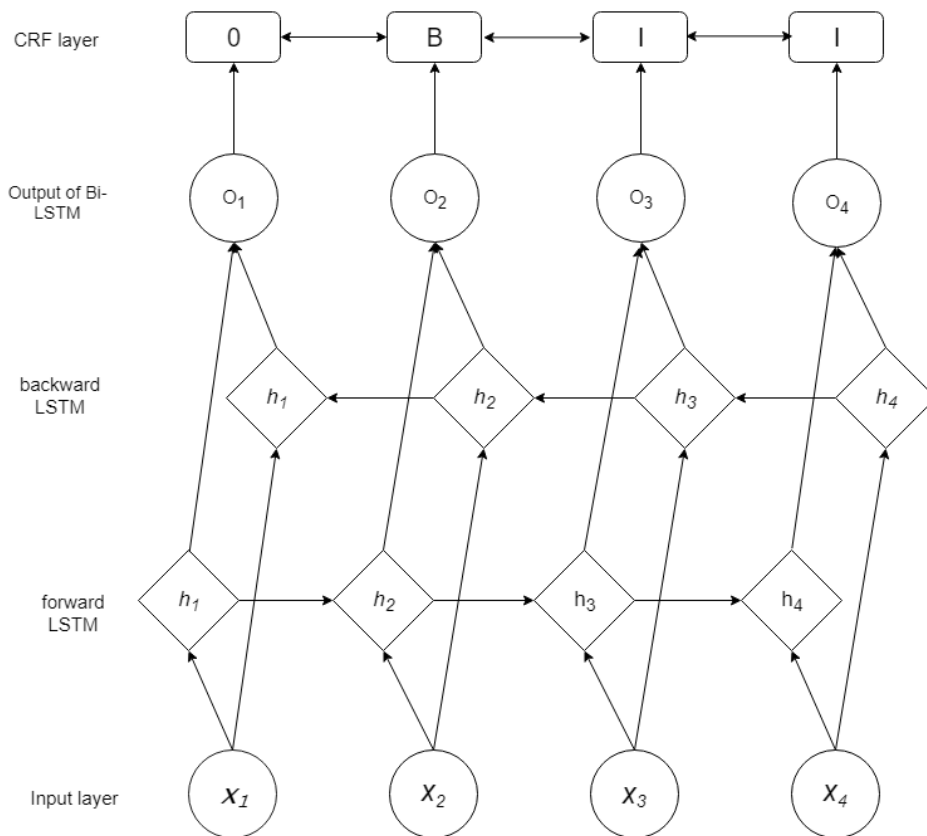 CRF layer
0
B
I
I
Output of Bi-
LSTM
O₁
O₂
O₃
O₄
backward
LSTM
h₁
h₂
h₃
h₄
forward
LSTM
h₁
h₂
h₃
h₄
Input layer
X₁
X₂
X₃
X₄